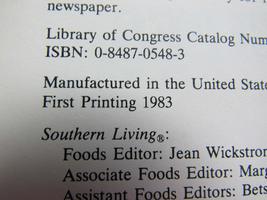 newspaper.
Library of Congress Catalog Num
ISBN: 0-8487-0548-3
Manufactured in the United State
First Printing 1983
Southern Living®:
Foods Editor: Jean Wickstrom
Associate Foods Editor: Marg
Assistant Foods Editors: Bets